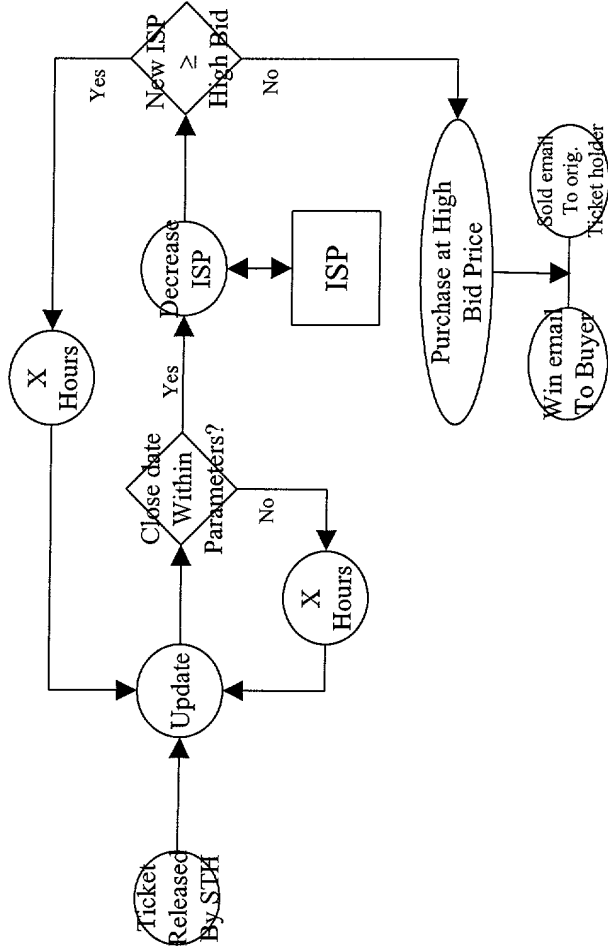 Ticket
Released
By STH
Update
X
Hours
Close date
Within
Parameters?
No
X
Hours
Yes
Decrease
ISP
ISP
New ISP
≥
High Bid
Yes
No
Purchase at High
Bid Price
Win email
To Buyer
Sold email
To orig.
Ticket holder